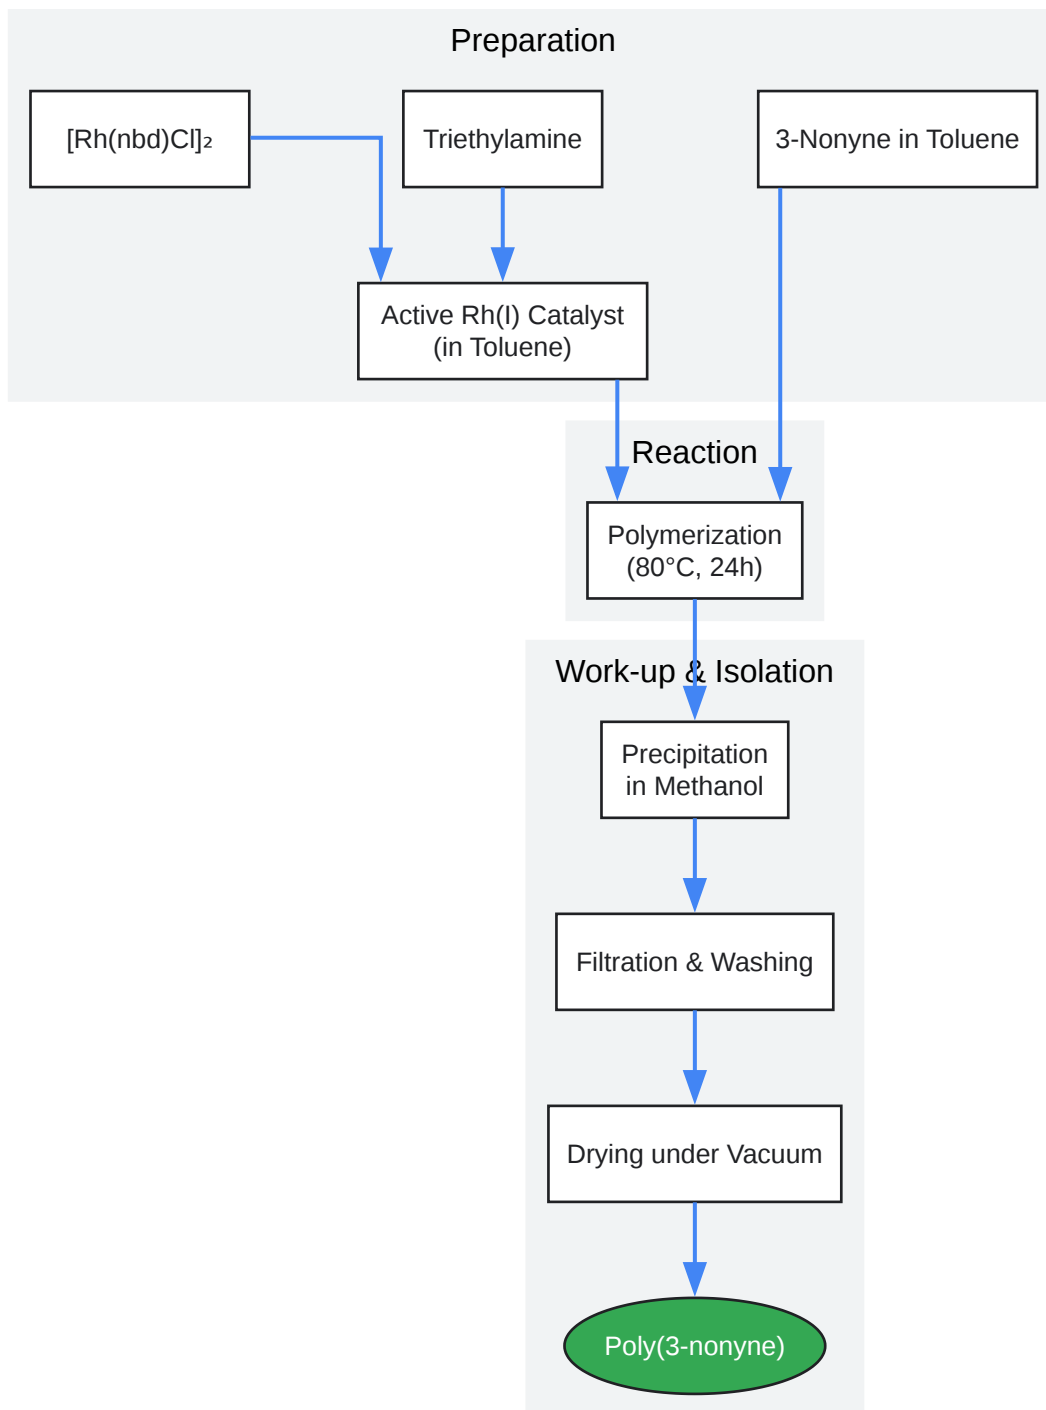 Preparation
[Rh(nbd)Cl]₂
Triethylamine
3-Nonyne in Toluene
Active Rh(I) Catalyst
(in Toluene)
Reaction
Polymerization
(80°C, 24h)
Work-up & Isolation
Precipitation
in Methanol
Filtration & Washing
Drying under Vacuum
Poly(3-nonyne)